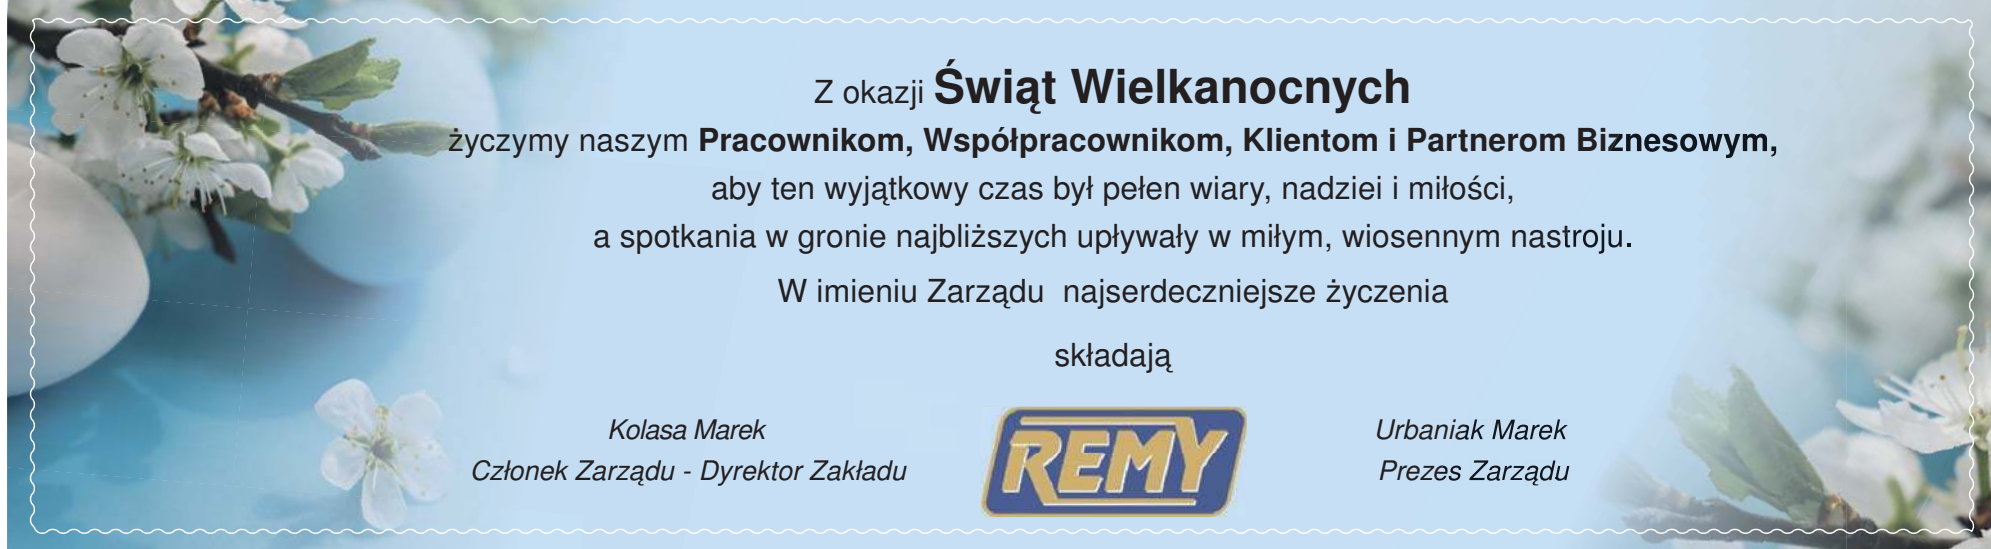 Z okazji Świąt Wielkanocnych
życzymy naszym Pracownikom, Współpracownikom, Klientom i Partnerom Biznesowym,
aby ten wyjątkowy czas był pełen wiary, nadziei i miłości,
a spotkania w gronie najbliższych upływały w miłym, wiosennym nastroju.
W imieniu Zarządu najserdeczniejsze życzenia
składają
Kolasa Marek
Członek Zarządu - Dyrektor Zakładu
REMY
Urbaniak Marek
Prezes Zarządu